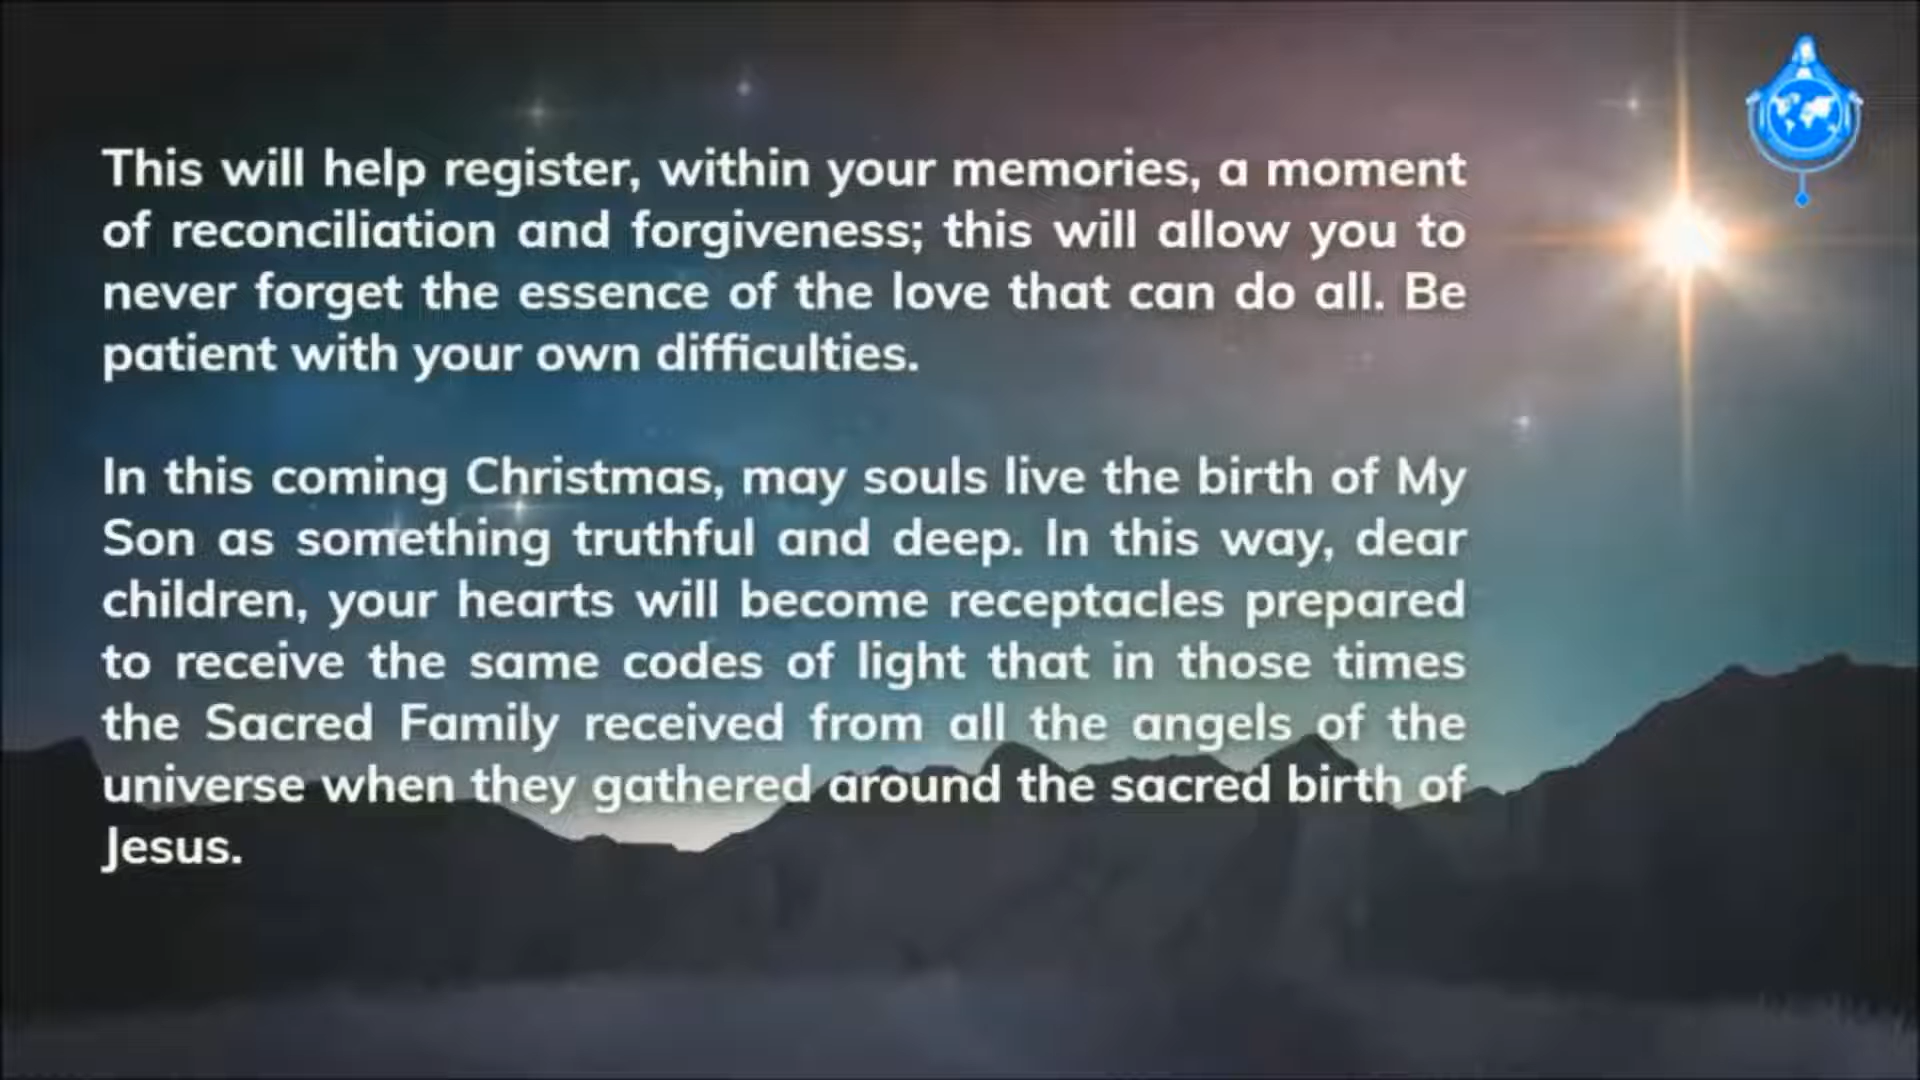 This will help register, within your memories, a moment
of reconciliation and forgiveness; this will allow you to
never forget the essence of the love that can do all. Be
patient with your own difficulties.
In this coming Christmas, may souls live the birth of My
Son as something truthful and deep. In this way, dear
children, your hearts will become receptacles prepared
to receive the same codes of light that in those times
the Sacred Family received from all the angels of the
universe when they gathered around the sacred birth of
Jesus.